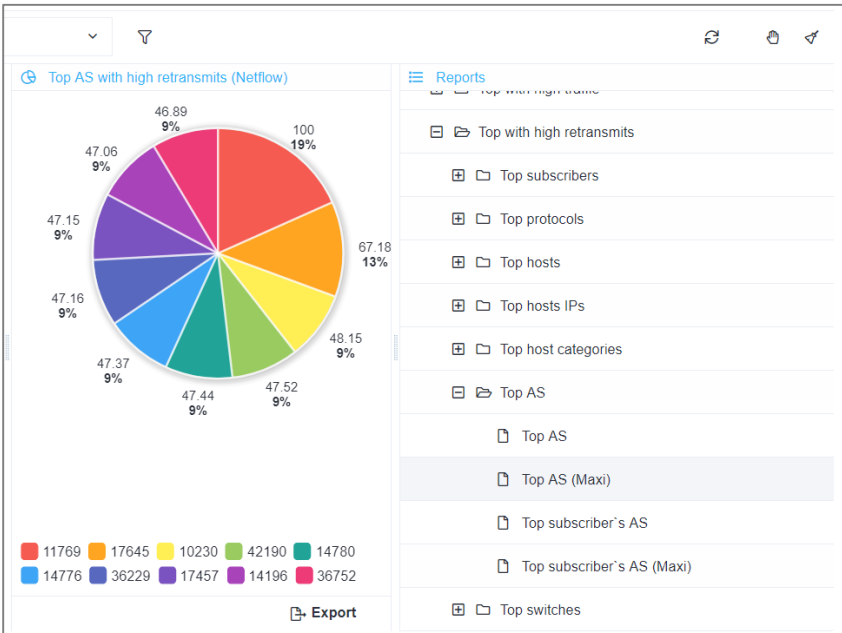 Top AS with high retransmits (Netflow)
46.89
9%
100
19%
47.06
9%
47.15
9%
67.18
13%
47.16
9%
48.15
9%
47.37
9%
47.52
9%
47.44
9%
11769 17645 10230 42190 14780
14776 36229 17457 14196 36752
Export
Reports
Top with high traffic
Top with high retransmits
Top subscribers
Top protocols
Top hosts
Top hosts IPs
Top host categories
Top AS
Top AS
Top AS (Maxi)
Top subscriber`s AS
Top subscriber`s AS (Maxi)
Top switches